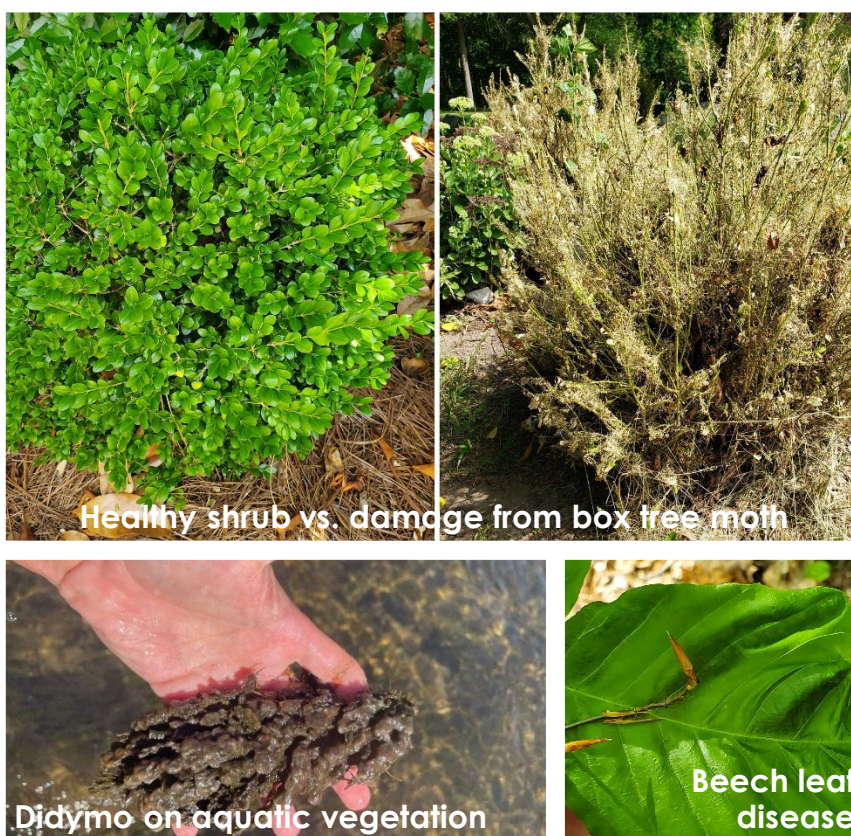 Healthy shrub vs. damage from box tree moth
Didymo on aquatic vegetation
Beech leaf
disease